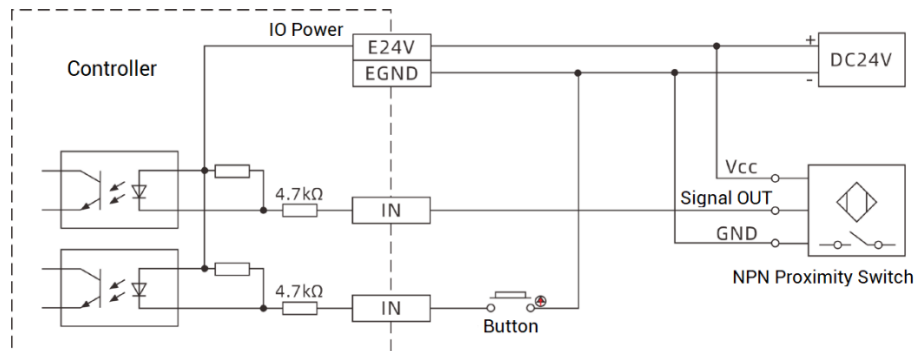 IO Power
E24V
+
DC24V
EGND
-
Controller
Vcc
4.7kΩ
IN
Signal OUT
GND
NPN Proximity Switch
4.7kΩ
IN
Button